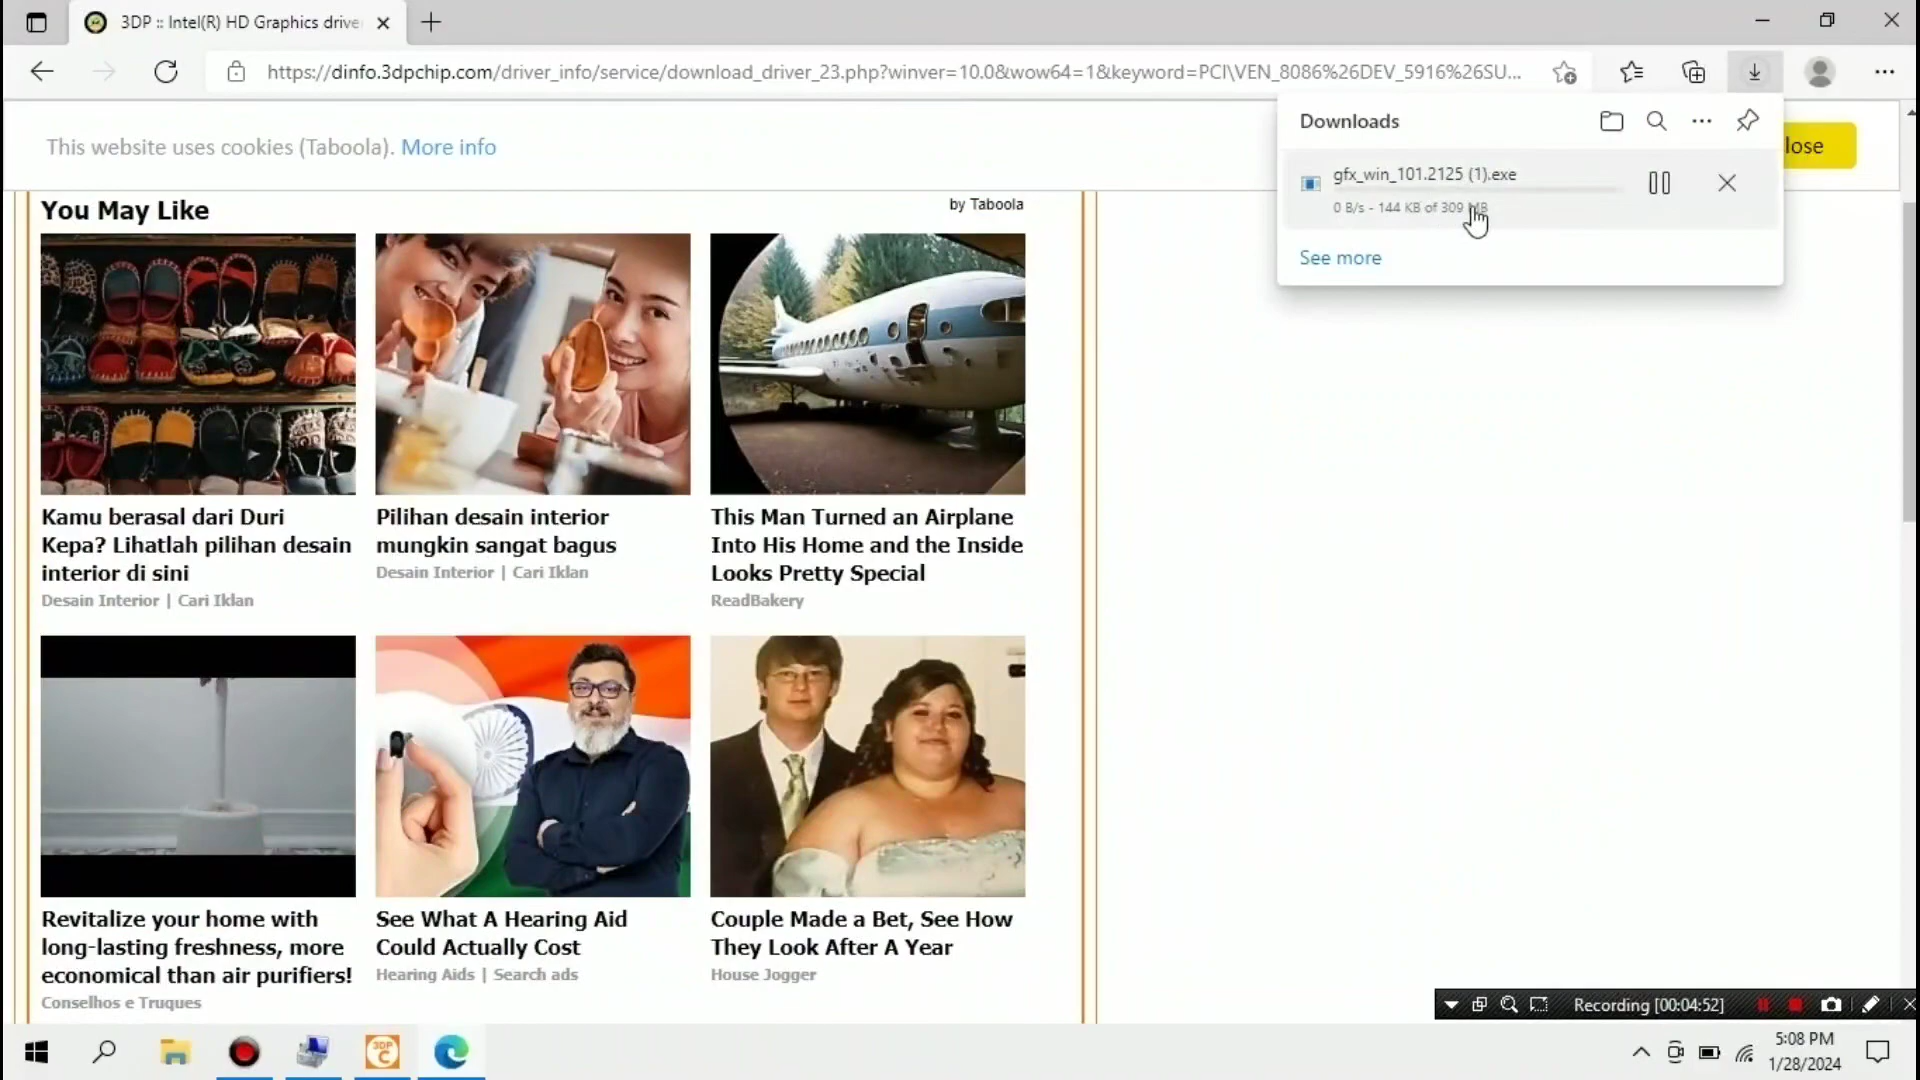 3DP :: Intel(R) HD Graphics drive
https://dinfo.3dpchip.com/driver_info/service/download_driver_23.php?winver=10.0&wow64=1&keyword=PCI\VEN_8086%26DEV_5916%26SU...
Downloads
gfx_win_101.2125 (1).exe
0 B/s - 144 KB of 309 MB
See more
This website uses cookies (Taboola). More info
lose
You May Like
by Taboola
Kamu berasal dari Duri
Kepa? Lihatlah pilihan desain
interior di sini
Desain Interior | Cari Iklan
Pilihan desain interior
mungkin sangat bagus
Desain Interior | Cari Iklan
This Man Turned an Airplane
Into His Home and the Inside
Looks Pretty Special
ReadBakery
Revitalize your home with
long-lasting freshness, more
economical than air purifiers!
Conselhos e Truques
See What A Hearing Aid
Could Actually Cost
Hearing Aids | Search ads
Couple Made a Bet, See How
They Look After A Year
House Jogger
Recording [00:04:52]
3DP
C
5:08 PM
1/28/2024